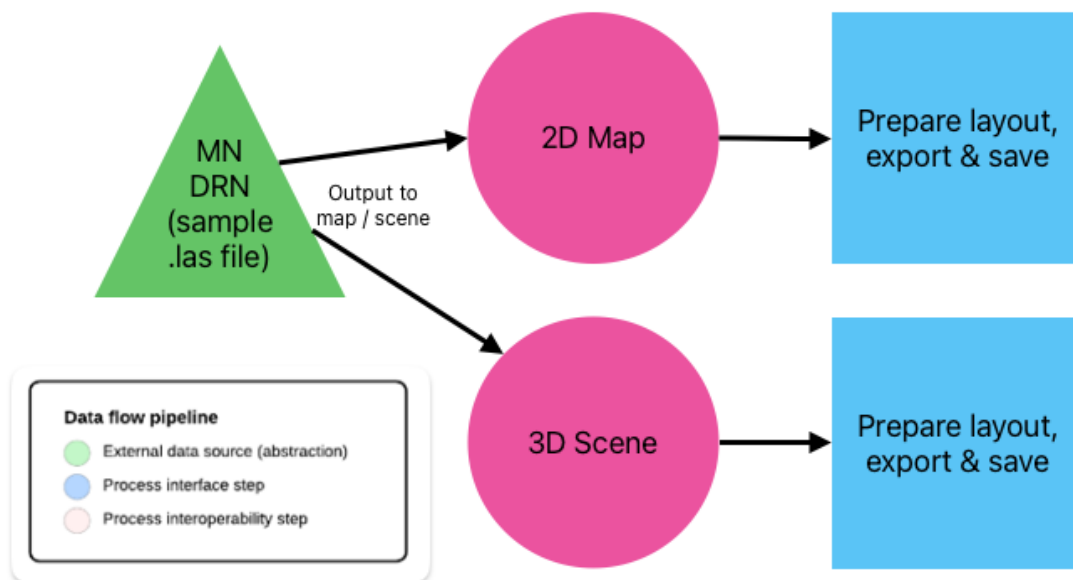 MN
DRN
(sample
.las file)
Output to
map / scene
2D Map
Prepare layout,
export & save
3D Scene
Prepare layout,
export & save
Data flow pipeline
External data source (abstraction)
Process interface step
Process interoperability step